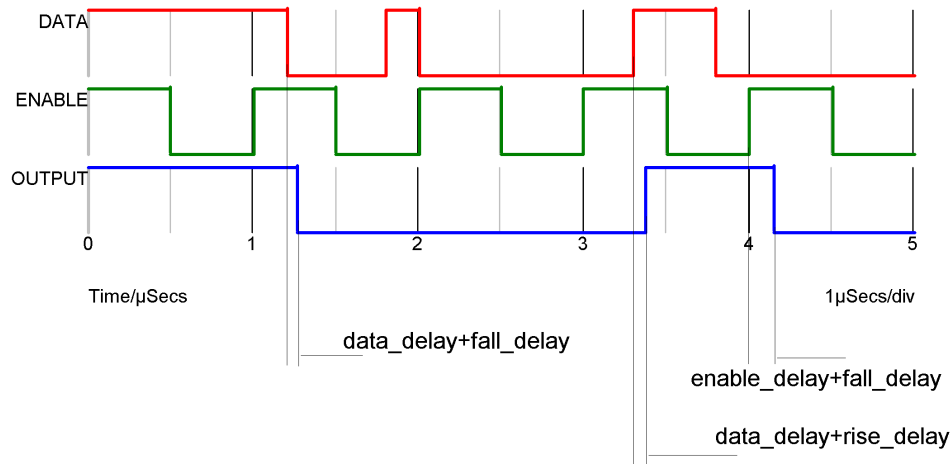 DATA
ENABLE
OUTPUT
0 1 2 3 4 5
Time/µSecs 1µSecs/div
data_delay+fall_delay
enable_delay+fall_delay
data_delay+rise_delay